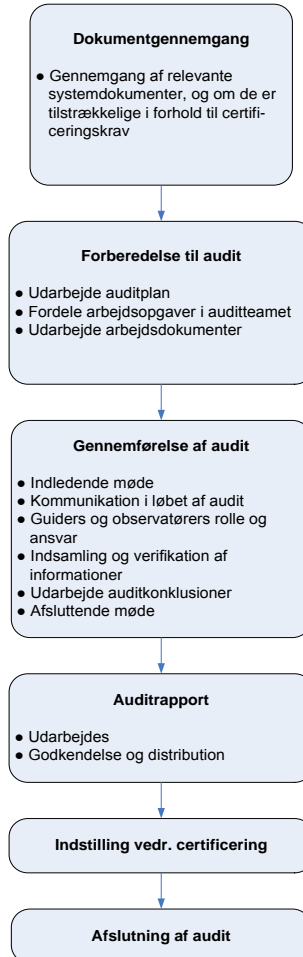 Dokumentgennemgang
● Gennemgang af relevante
systemdokumenter, og om de er
tilstrækkelige i forhold til certifi-
ceringskrav
Forberedelse til audit
● Udarbejde auditplan
● Fordele arbejdsopgaver i auditteamet
● Udarbejde arbejdsdokumenter
Gennemførelse af audit
● Indledende møde
● Kommunikation i løbet af audit
● Guiders og observatørers rolle og
ansvar
● Indsamling og verifikation af
informationer
● Udarbejde auditkonklusioner
● Afsluttende møde
Auditrapport
● Udarbejdes
● Godkendelse og distribution
Indstilling vedr. certificering
Afslutning af audit